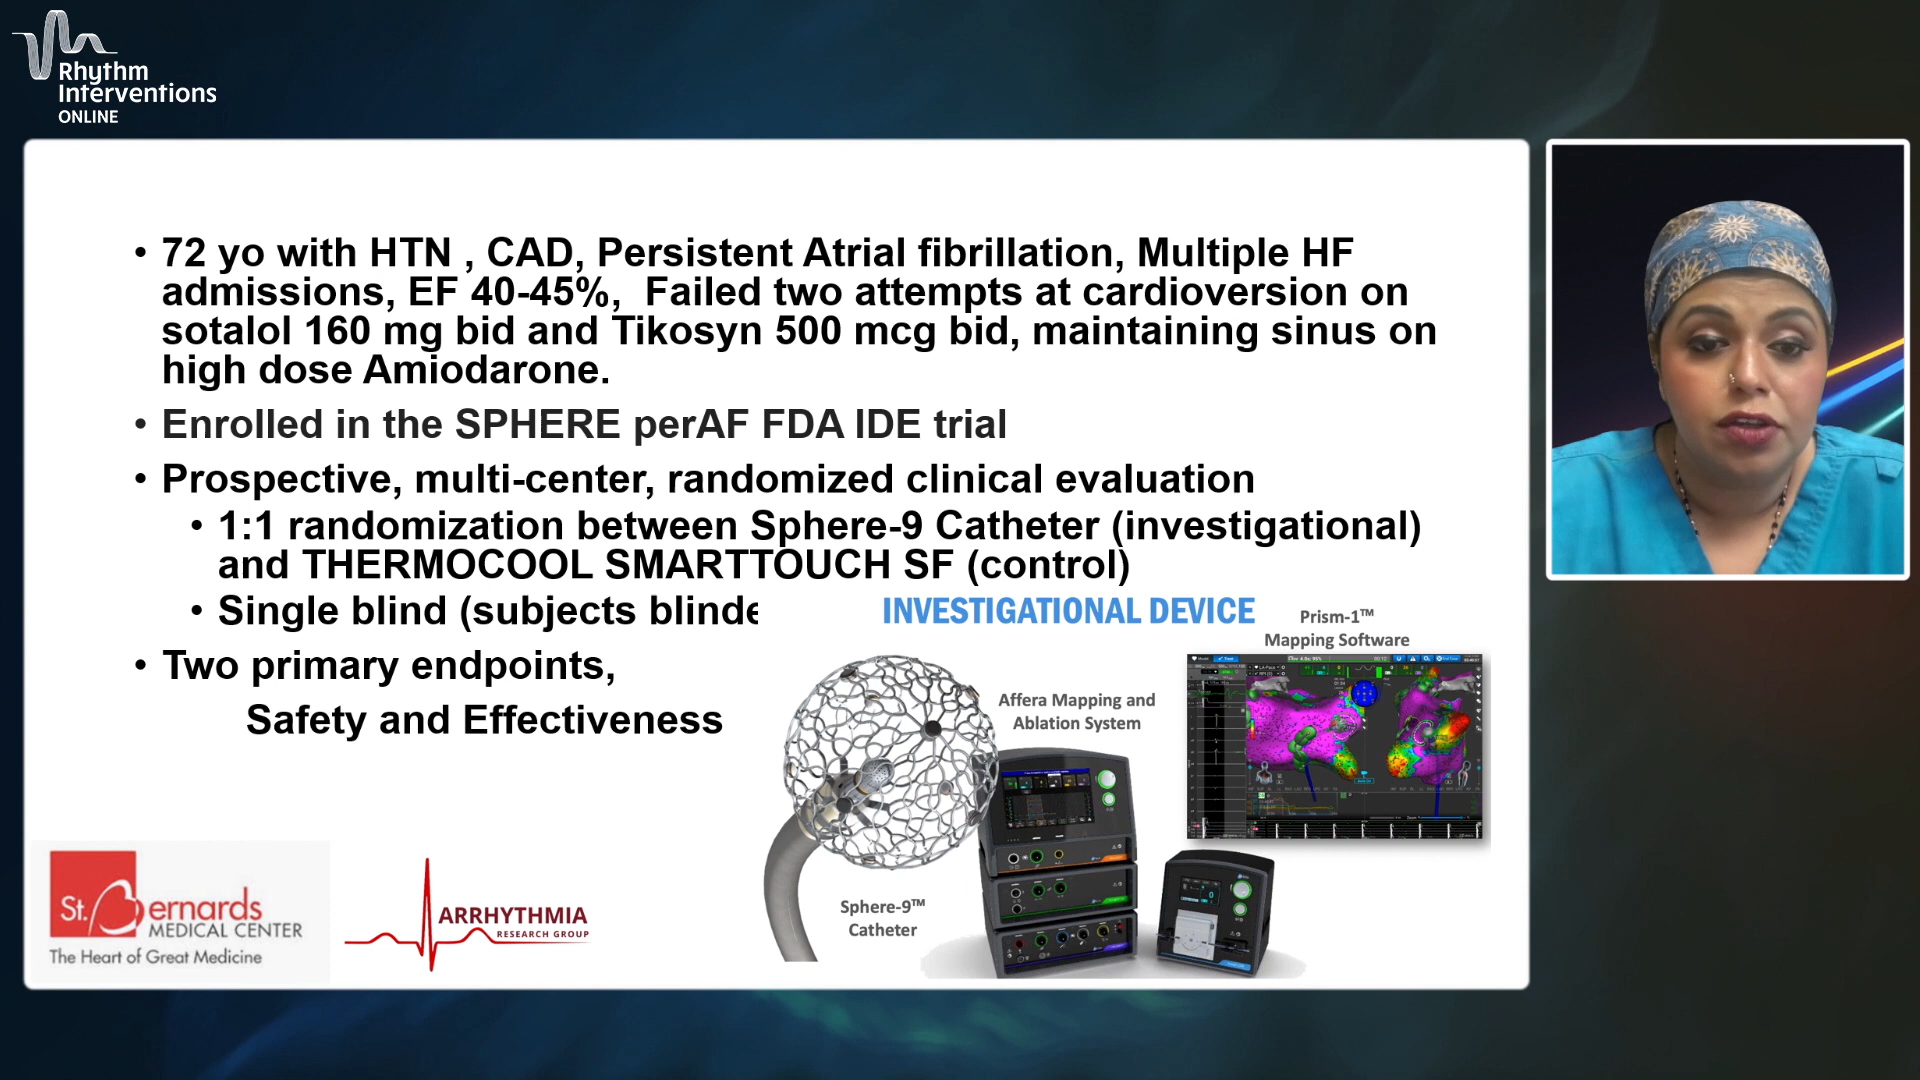 Rhythm
Interventions
ONLINE
• 72 yo with HTN , CAD, Persistent Atrial fibrillation, Multiple HF
admissions, EF 40-45%, Failed two attempts at cardioversion on
sotalol 160 mg bid and Tikosyn 500 mcg bid, maintaining sinus on
high dose Amiodarone.
• Enrolled in the SPHERE perAF FDA IDE trial
• Prospective, multi-center, randomized clinical evaluation
• 1:1 randomization between Sphere-9 Catheter (investigational)
and THERMOCOOL SMARTTOUCH SF (control)
• Single blind (subjects blinde
• Two primary endpoints,
Safety and Effectiveness
INVESTIGATIONAL DEVICE
Prism-1™
Mapping Software
Affera Mapping and
Ablation System
Sphere-9™
Catheter
St. Bernards
MEDICAL CENTER
The Heart of Great Medicine
ARRHYTHMIA
RESEARCH GROUP